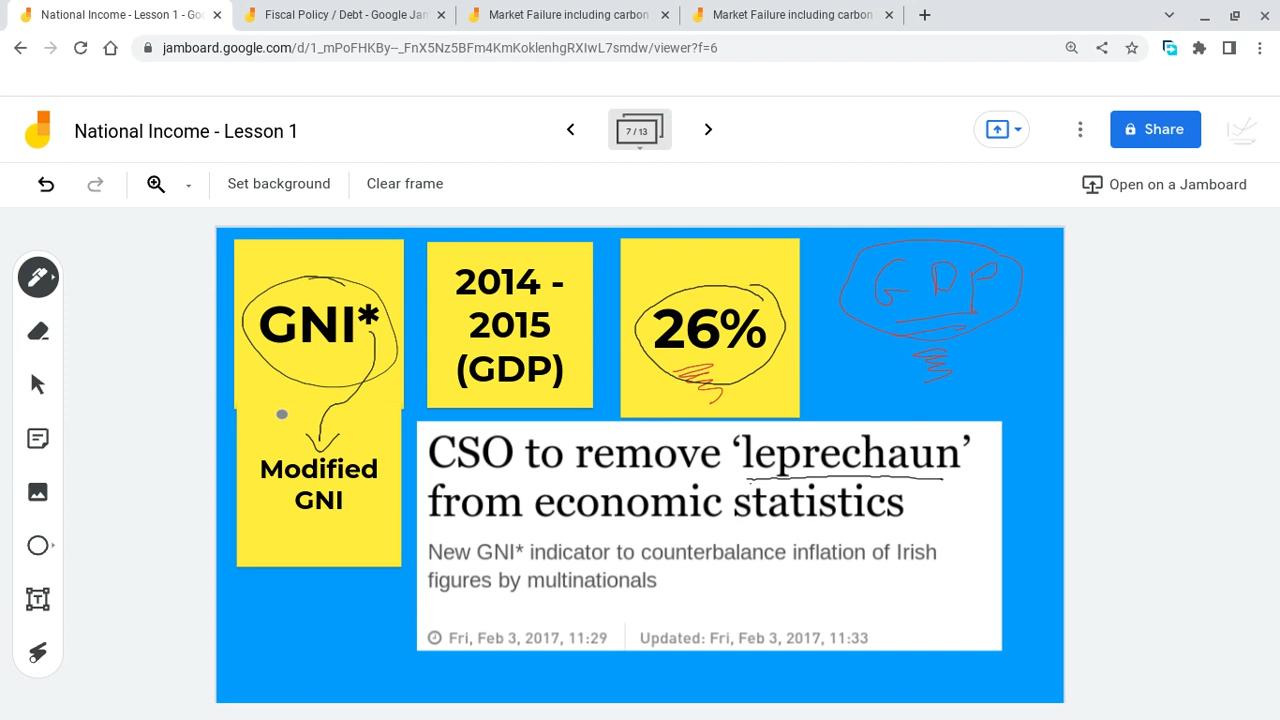 National Income - Lesson 1 - Goo
Fiscal Policy / Debt - Google Jam
Market Failure including carbon
Market Failure including carbon
jamboard.google.com/d/1_mPoFHKBy--_FnX5Nz5BFm4KmKoklenhgRXIwL7smdw/viewer?f=6
National Income - Lesson 1
7 / 13
Share
Set background
Clear frame
Open on a Jamboard
GNI*
2014 -
2015
(GDP)
26%
GDP
Modified
GNI
CSO to remove ‘leprechaun’
from economic statistics
New GNI* indicator to counterbalance inflation of Irish
figures by multinationals
Fri, Feb 3, 2017, 11:29
Updated: Fri, Feb 3, 2017, 11:33